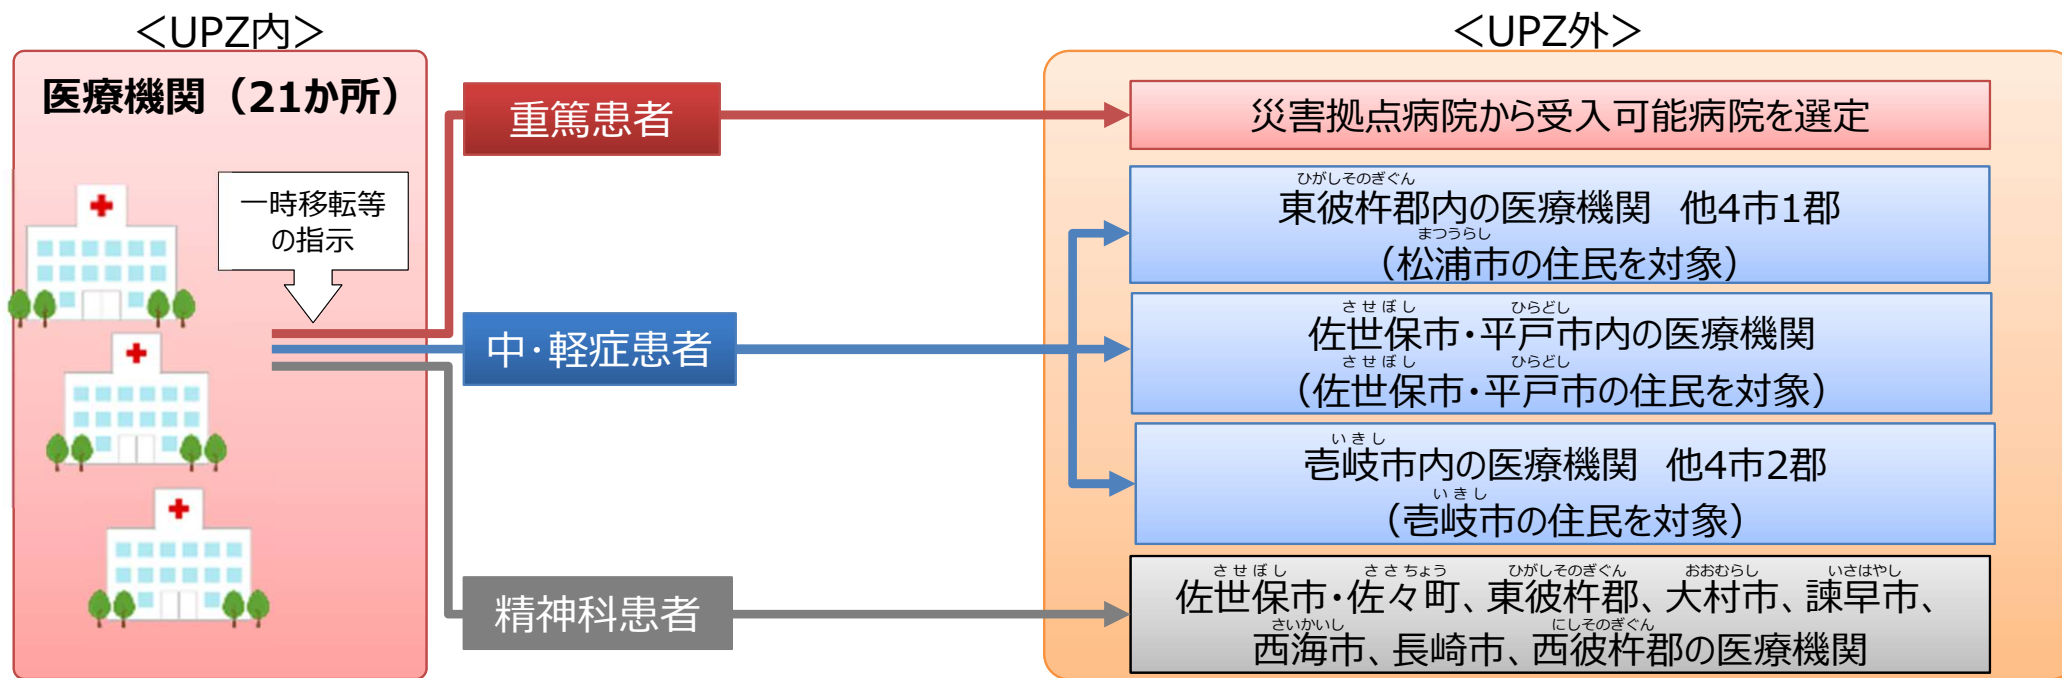 ＜UPZ内＞
医療機関（21か所）
一時移転等
の指示
重篤患者
中・軽症患者
精神科患者
＜UPZ外＞
災害拠点病院から受入可能病院を選定
ひがしそのぎぐん
東彼杵郡内の医療機関　他4市1郡
まつうらし
（松浦市の住民を対象）
させぼし　ひらどし
佐世保市・平戸市内の医療機関
させぼし　ひらどし
（佐世保市・平戸市の住民を対象）
いきし
壱岐市内の医療機関　他4市2郡
いきし
（壱岐市の住民を対象）
させぼし　ささちょう　ひがしそのぎぐん　おおむらし　いさはやし
佐世保市・佐々町、東彼杵郡、大村市、諫早市、
さいかいし　にしそのぎぐん
西海市、長崎市、西彼杵郡の医療機関